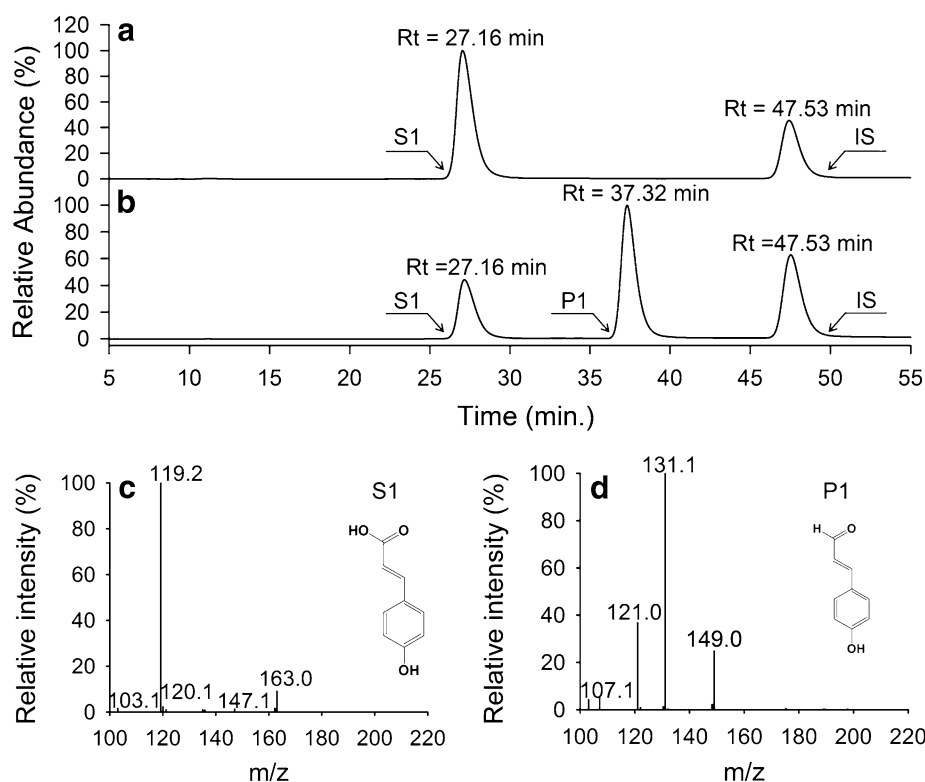 a
120
100
80
60
40
20
0
Rt = 27.16 min
Rt = 47.53 min
S1
IS
b
100
80
60
40
20
0
Rt = 37.32 min
Rt =27.16 min
Rt =47.53 min
S1
P1
IS
Relative Abundance (%)
5 10 15 20 25 30 35 40 45 50 55
Time (min.)
c
S1
100
80
60
40
20
0
119.2
103.1
120.1
147.1
163.0
HO
O
OH
Relative intensity (%)
100 120 140 160 180 200 220
m/z
d
P1
100
80
60
40
20
0
131.1
121.0
149.0
107.1
H
O
OH
Relative intensity (%)
100 120 140 160 180 200 220
m/z